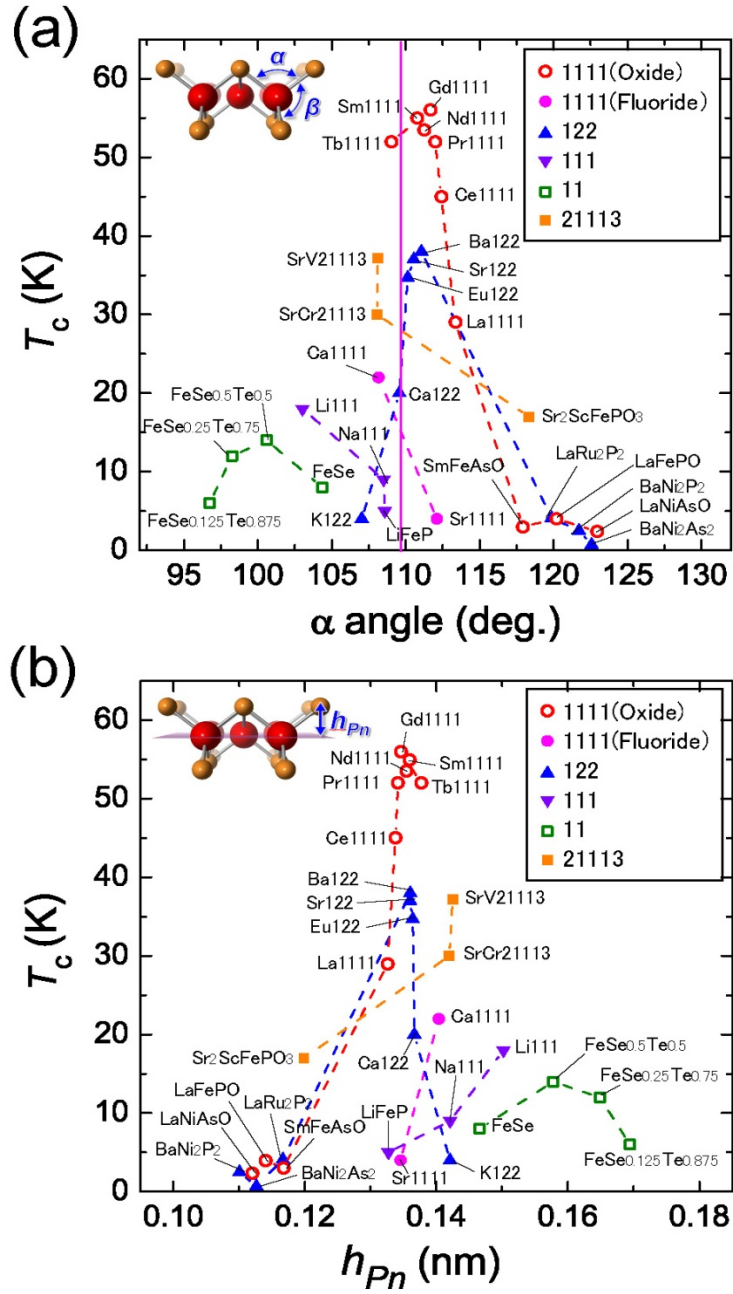 (a)
α
β
60
50
40
30
20
10
0
Tc (K)
1111(Oxide)
1111(Fluoride)
122
111
11
21113
Gd1111
Sm1111
Nd1111
Tb1111
Pr1111
Ce1111
Ba122
SrV21113
Sr122
Eu122
SrCr21113
La1111
Ca1111
FeSe0.5Te0.5
Li111
Ca122
FeSe0.25Te0.75
Na111
Sr2ScFePO3
LaRu2P2
SmFeAsO
LaFePO
FeSe
BaNi2P2
LaNiAsO
FeSe0.125Te0.875
K122
LiFeP
Sr1111
BaNi2As2
95 100 105 110 115 120 125 130
α angle (deg.)
(b)
hPn
60
50
40
30
20
10
0
Tc (K)
1111(Oxide)
1111(Fluoride)
122
111
11
21113
Gd1111
Nd1111
Sm1111
Pr1111
Tb1111
Ce1111
Ba122
Sr122
SrV21113
Eu122
La1111
SrCr21113
Ca1111
Sr2ScFePO3
Ca122
Na111
Li111
FeSe0.5Te0.5
LaFePO
LaRu2P2
FeSe0.25Te0.75
LaNiAsO
SmFeAsO
LiFeP
FeSe
BaNi2P2
BaNi2As2
Sr1111
K122
FeSe0.125Te0.875
0.10 0.12 0.14 0.16 0.18
hPn (nm)